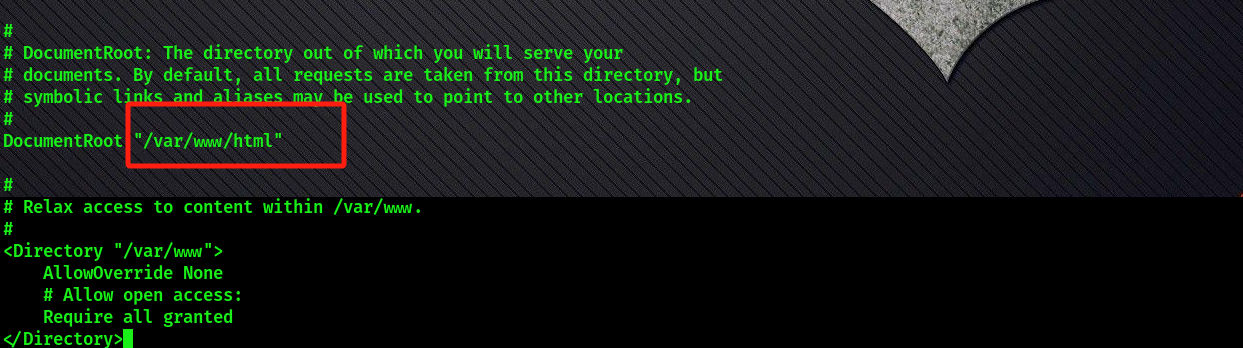 #
# DocumentRoot: The directory out of which you will serve your
# documents. By default, all requests are taken from this directory, but
# symbolic links and aliases may be used to point to other locations.
#
DocumentRoot "/var/www/html"
#
# Relax access to content within /var/www.
#
<Directory "/var/www">
    AllowOverride None
    # Allow open access:
    Require all granted
</Directory>